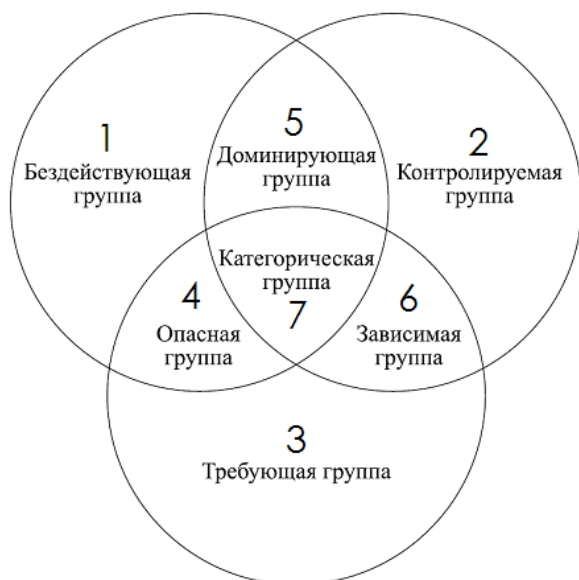 1
Бездействующая
группа
5
Доминирующая
группа
2
Контролируемая
группа
Категорическая
группа
7
4
Опасная
группа
6
Зависимая
группа
3
Требующая группа